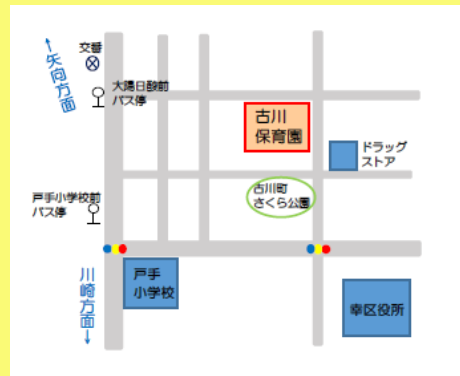 ↑矢向方面
交番
大陽日酸前
バス停
古川
保育園
ドラッグ
ストア
古川町
さくら公園
戸手小学校前
バス停
川崎方面↓
戸手
小学校
幸区役所